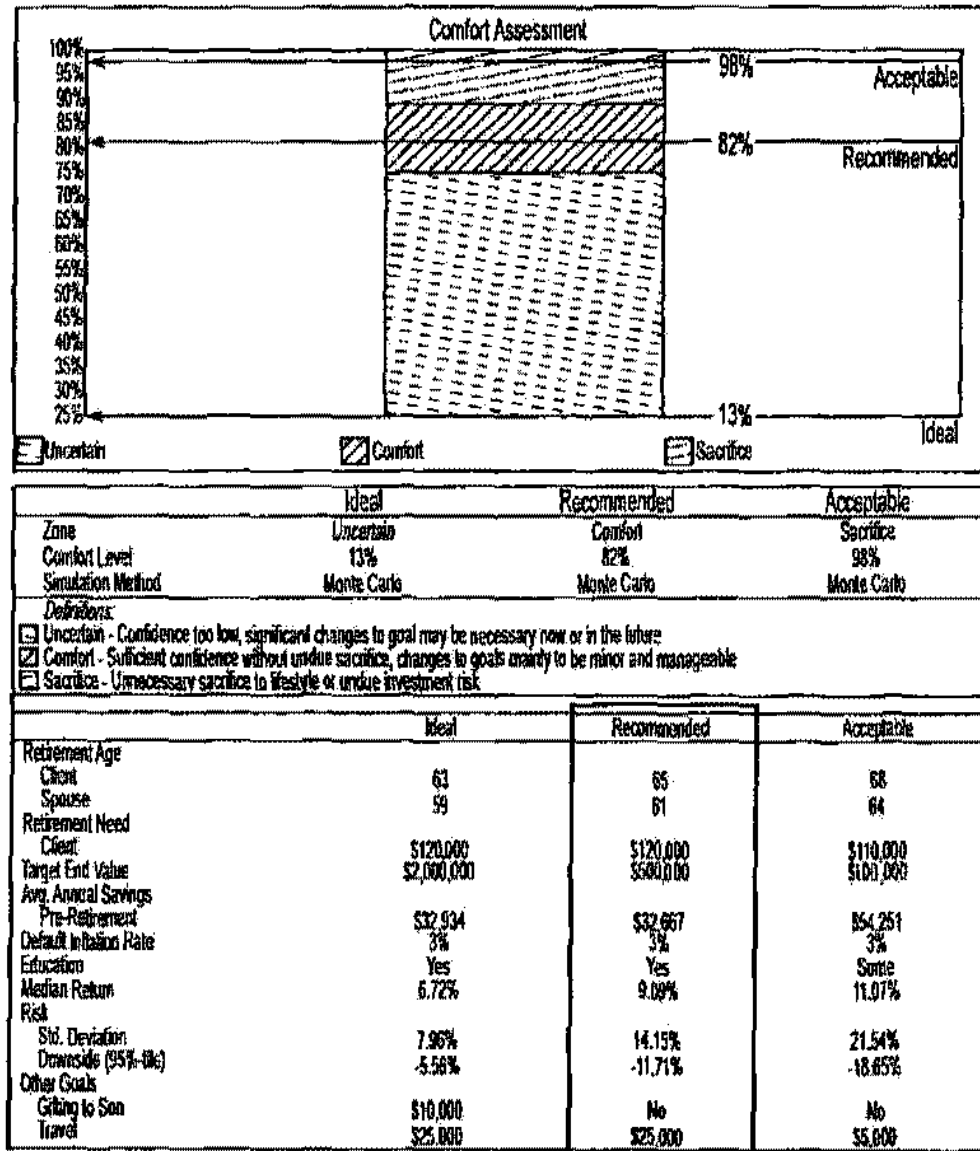 Comfort Assessment
100%
95%
90%
85%
80%
75%
70%
65%
60%
55%
50%
45%
40%
35%
30%
25%
98%
Acceptable
82%
Recommended
13%
Ideal
Uncertain Comfort Sacrifice
Ideal Recommended Acceptable
Zone Uncertain Comfort Sacrifice
Comfort Level 13% 82% 98%
Simulation Method Monte Carlo Monte Carlo Monte Carlo
Definitions:
Uncertain - Confidence too low, significant changes to goal may be necessary now or in the future
Comfort - Sufficient confidence without undue sacrifice, changes to goals mainly to be minor and manageable
Sacrifice - Unnecessary sacrifice to lifestyle or undue investment risk
Ideal Recommended Acceptable
Retirement Age
Client 63 65 68
Spouse 59 61 64
Retirement Need
Client $120,000 $120,000 $110,000
Target End Value $2,000,000 $500,000 $100,000
Avg. Annual Savings
Pre-Retirement $32,934 $32,667 $54,251
Default Inflation Rate 3% 3% 3%
Education Yes Yes Some
Median Return 6.72% 9.09% 11.07%
Risk
Std. Deviation 7.96% 14.15% 21.54%
Downside (95%-tile) -5.56% -11.71% -18.65%
Other Goals
Gifting to Son $10,000 No No
Travel $25,000 $25,000 $5,000